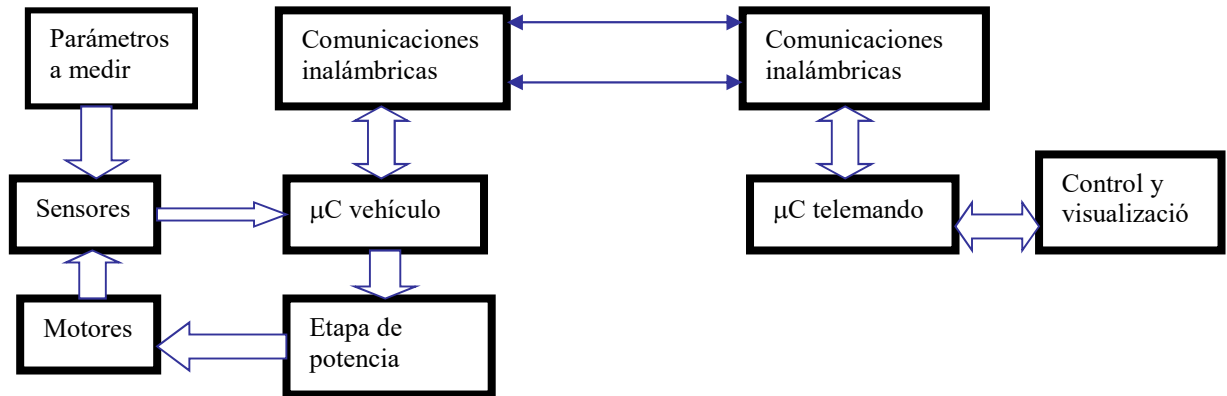 Parámetros
a medir
Comunicaciones
inalámbricas
Comunicaciones
inalámbricas
Sensores
μC vehículo
μC telemando
Control y
visualizació
Motores
Etapa de
potencia